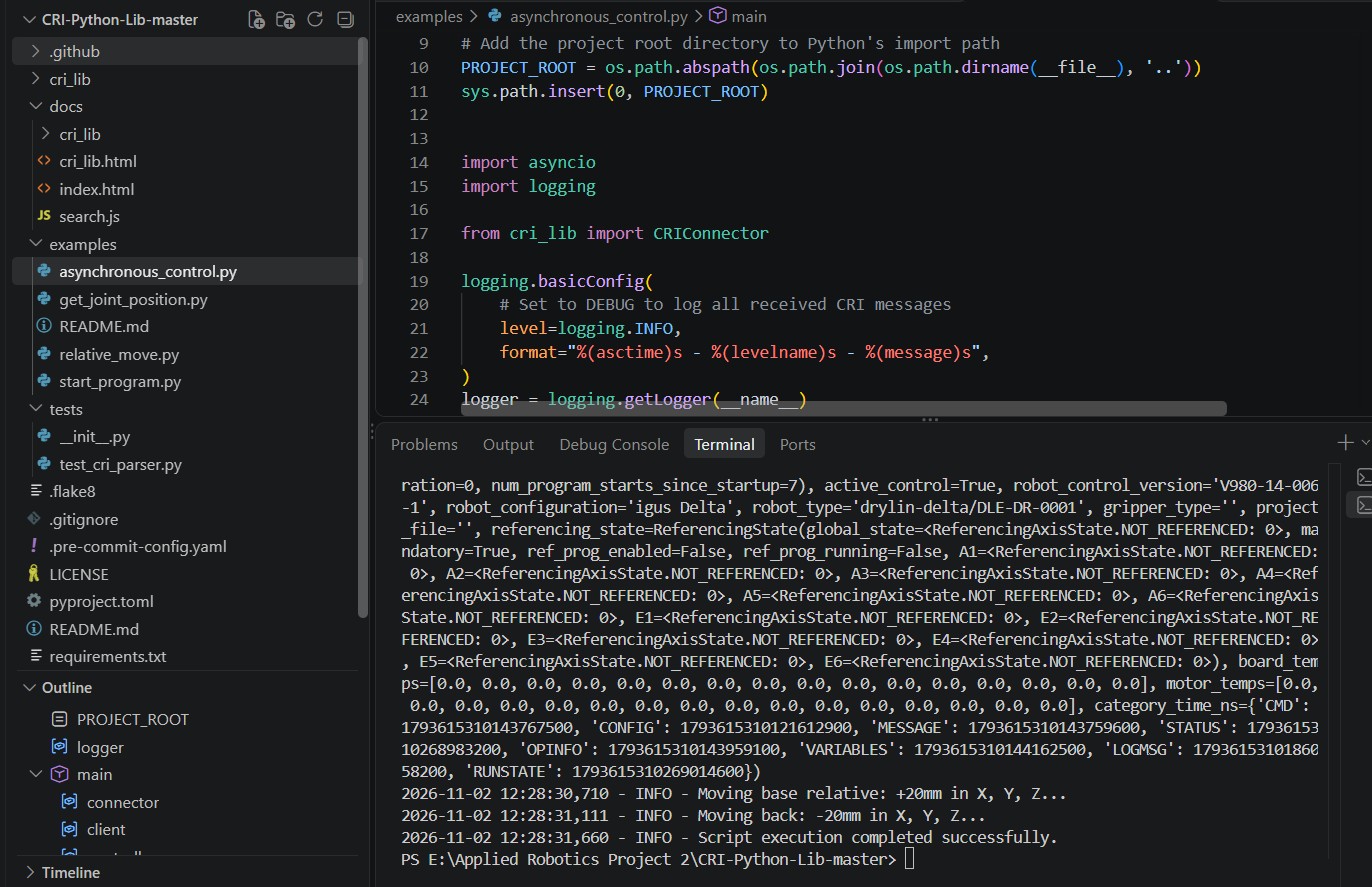 CRI-Python-Lib-master
.github
cri_lib
docs
cri_lib
cri_lib.html
index.html
JS search.js
examples
asynchronous_control.py
get_joint_position.py
README.md
relative_move.py
start_program.py
tests
__init__.py
test_cri_parser.py
.flake8
.gitignore
.pre-commit-config.yaml
LICENSE
pyproject.toml
README.md
requirements.txt
Outline
PROJECT_ROOT
logger
main
connector
client
Timeline
examples > asynchronous_control.py > main
9 # Add the project root directory to Python's import path
10 PROJECT_ROOT = os.path.abspath(os.path.join(os.path.dirname(__file__), '..'))
11 sys.path.insert(0, PROJECT_ROOT)
12
13
14 import asyncio
15 import logging
16
17 from cri_lib import CRIConnector
18
19 logging.basicConfig(
20 # Set to DEBUG to log all received CRI messages
21 level=logging.INFO,
22 format="%(asctime)s - %(levelname)s - %(message)s",
23 )
24 logger = logging.getLogger(__name__)
Problems Output Debug Console Terminal Ports
ration=0, num_program_starts_since_startup=7), active_control=True, robot_control_version='V980-14-006
-1', robot_configuration='igus Delta', robot_type='drylin-delta/DLE-DR-0001', gripper_type='', project
_file='', referencing_state=ReferencingState(global_state=<ReferencingAxisState.NOT_REFERENCED: 0>, ma
ndatory=True, ref_prog_enabled=False, ref_prog_running=False, A1=<ReferencingAxisState.NOT_REFERENCED:
0>, A2=<ReferencingAxisState.NOT_REFERENCED: 0>, A3=<ReferencingAxisState.NOT_REFERENCED: 0>, A4=<Ref
erencingAxisState.NOT_REFERENCED: 0>, A5=<ReferencingAxisState.NOT_REFERENCED: 0>, A6=<ReferencingAxis
State.NOT_REFERENCED: 0>, E1=<ReferencingAxisState.NOT_REFERENCED: 0>, E2=<ReferencingAxisState.NOT_RE
FERENCED: 0>, E3=<ReferencingAxisState.NOT_REFERENCED: 0>, E4=<ReferencingAxisState.NOT_REFERENCED: 0>
, E5=<ReferencingAxisState.NOT_REFERENCED: 0>, E6=<ReferencingAxisState.NOT_REFERENCED: 0>), board_tem
ps=[0.0, 0.0, 0.0, 0.0, 0.0, 0.0, 0.0, 0.0, 0.0, 0.0, 0.0, 0.0, 0.0, 0.0, 0.0, 0.0], motor_temps=[0.0,
0.0, 0.0, 0.0, 0.0, 0.0, 0.0, 0.0, 0.0, 0.0, 0.0, 0.0, 0.0, 0.0, 0.0, 0.0], category_time_ns={'CMD':
1793615310143767500, 'CONFIG': 1793615310121612900, 'MESSAGE': 1793615310143759600, 'STATUS': 17936153
10268983200, 'OPINFO': 1793615310143959100, 'VARIABLES': 1793615310144162500, 'LOGMSG': 17936153101860
58200, 'RUNSTATE': 1793615310269014600})
2026-11-02 12:28:30,710 - INFO - Moving base relative: +20mm in X, Y, Z...
2026-11-02 12:28:31,111 - INFO - Moving back: -20mm in X, Y, Z...
2026-11-02 12:28:31,660 - INFO - Script execution completed successfully.
PS E:\Applied Robotics Project 2\CRI-Python-Lib-master>